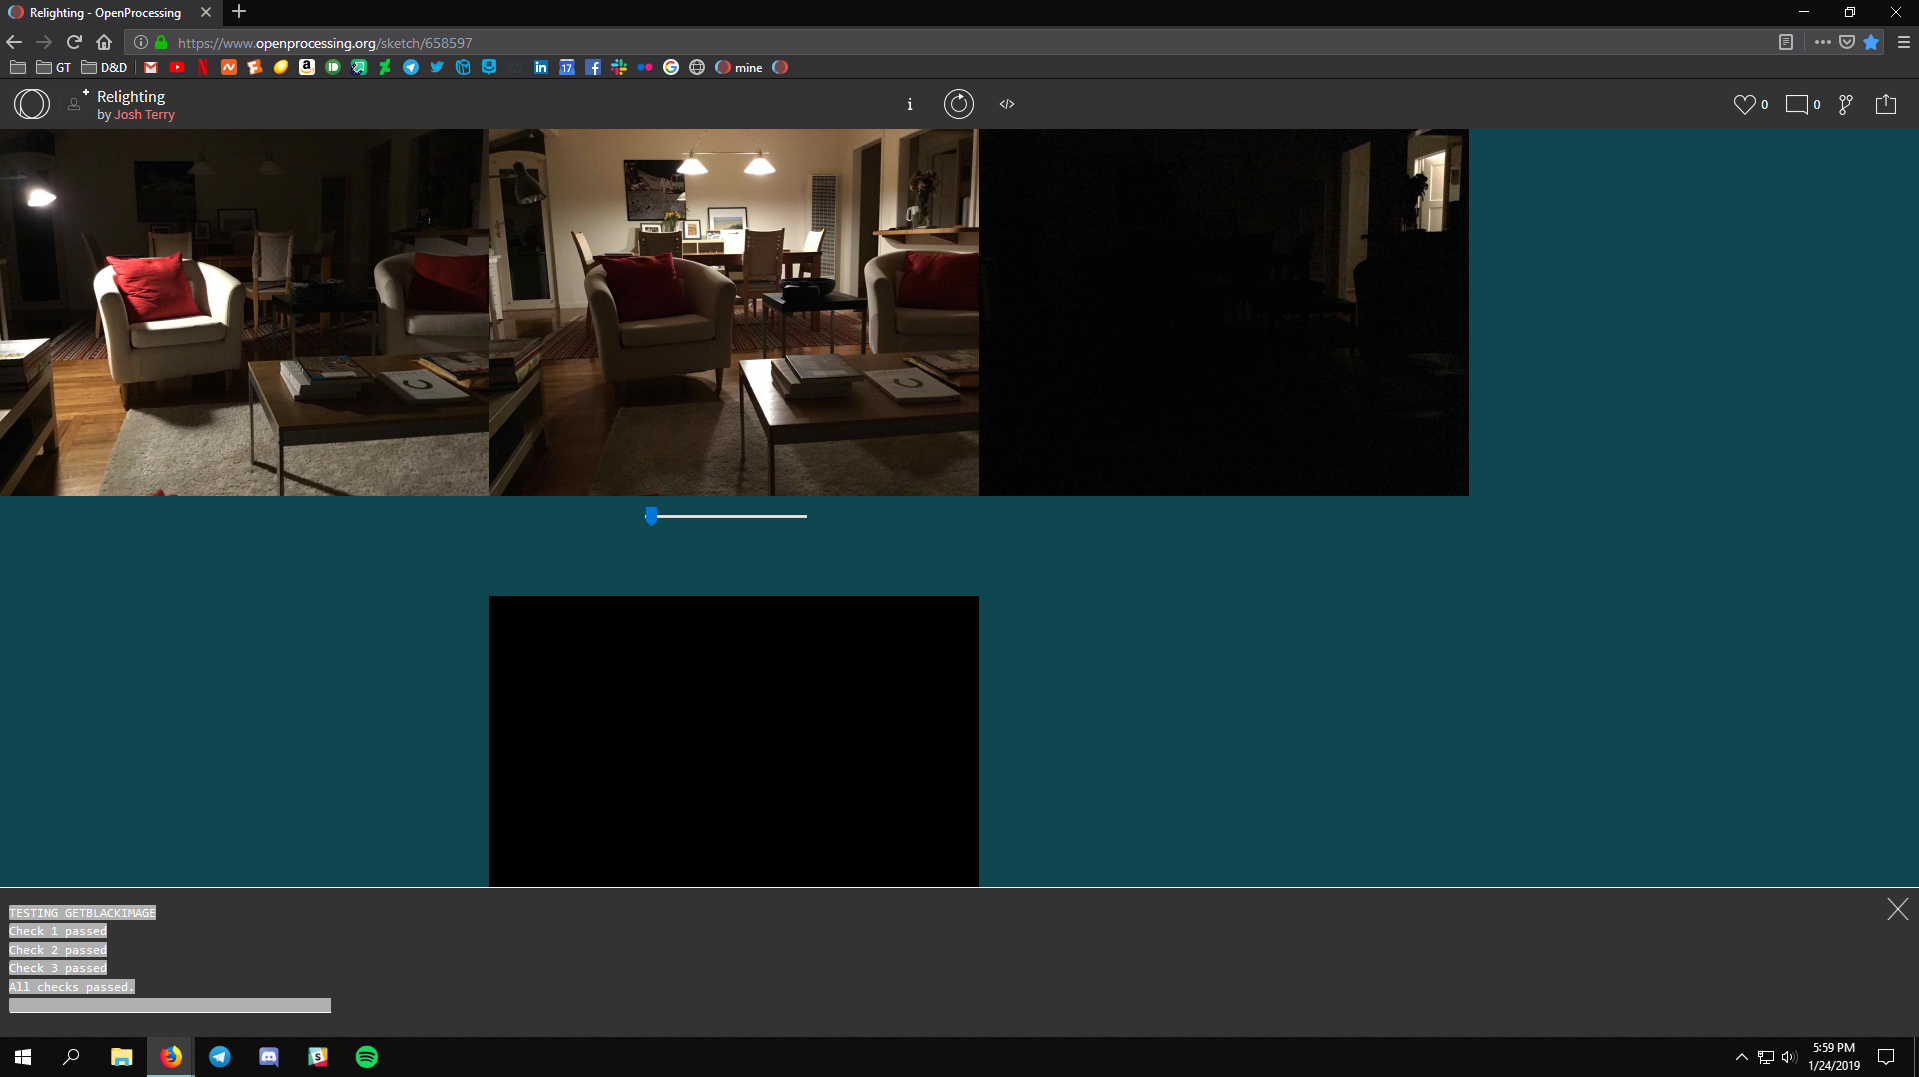 Relighting - OpenProcessing
https://www.openprocessing.org/sketch/658597
GT
D&D
17
mine
Relighting
by Josh Terry
i
</>
0
0
TESTING GETBLACKIMAGE
Check 1 passed
Check 2 passed
Check 3 passed
All checks passed.
5:59 PM
1/24/2019